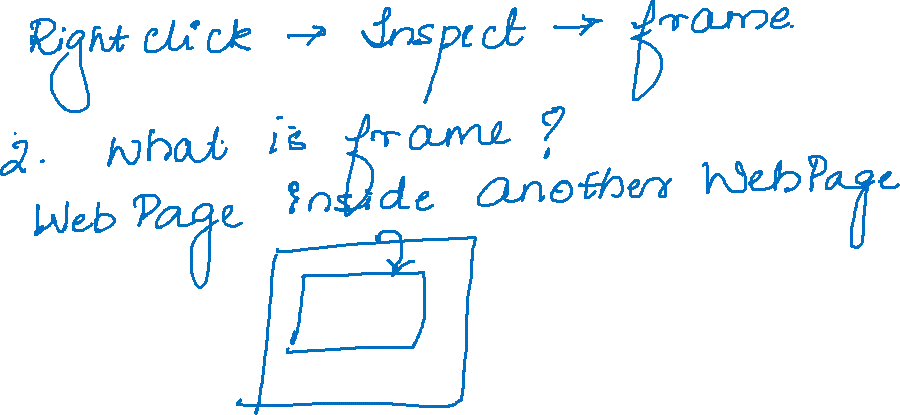 Right click → Inspect → frame
2. What is frame?
Web Page inside another WebPage